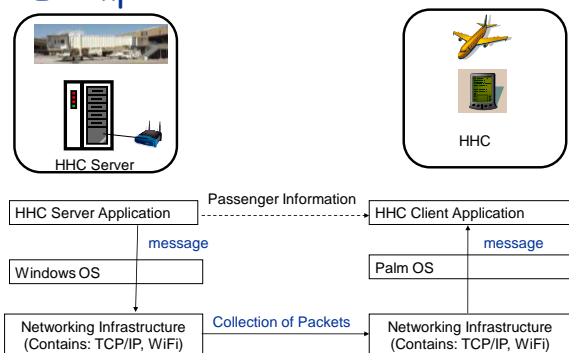 HHC Server
HHC
Passenger Information
HHC Server Application
HHC Client Application
message
message
Windows OS
Palm OS
Collection of Packets
Networking Infrastructure
(Contains: TCP/IP, WiFi)
Networking Infrastructure
(Contains: TCP/IP, WiFi)